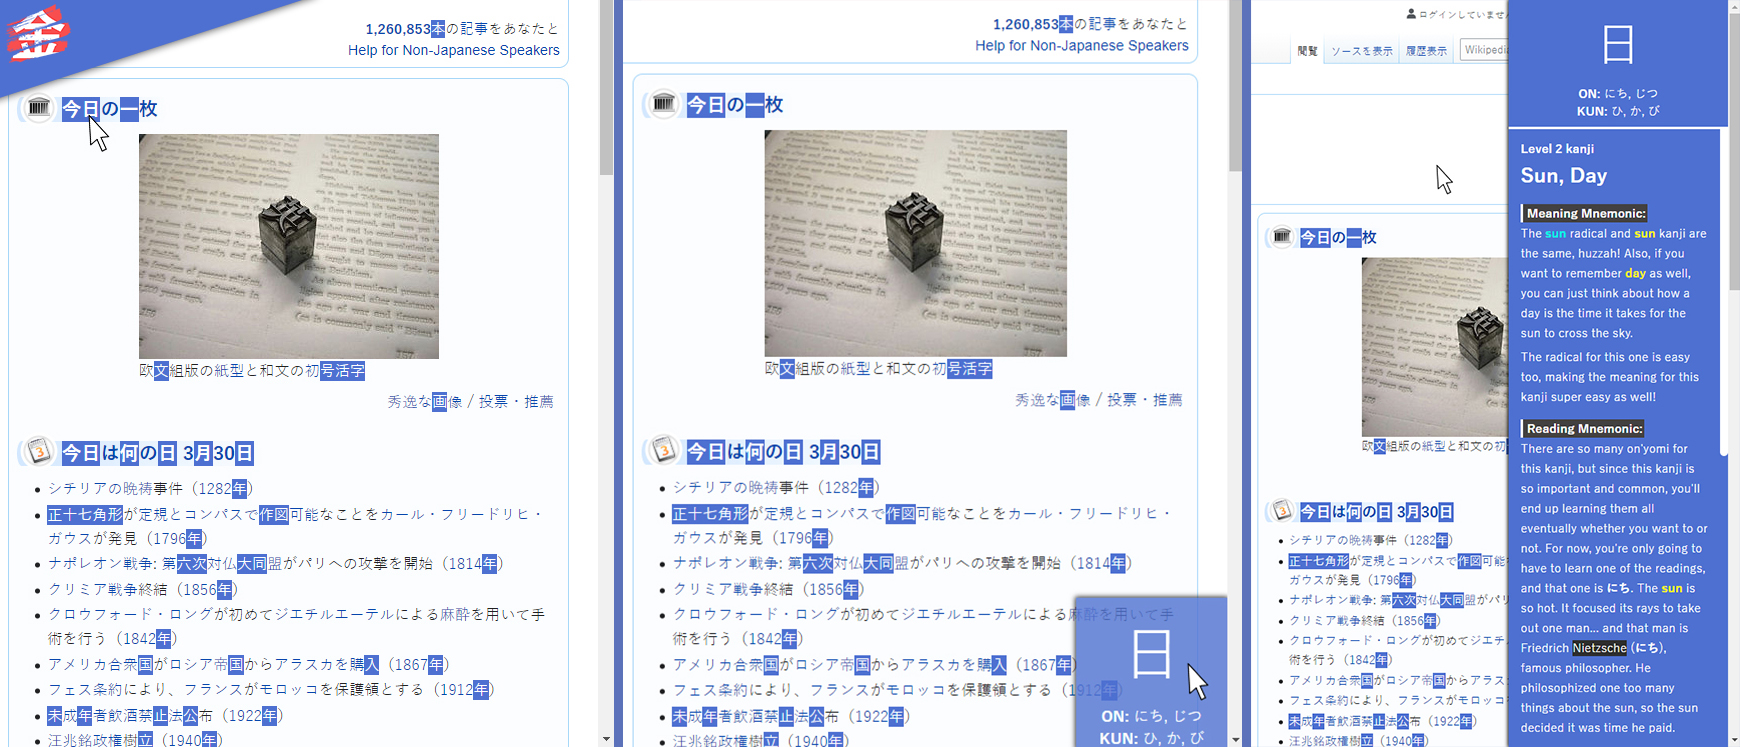 金
1,260,853本の記事をあなたと
Help for Non-Japanese Speakers
今日の一枚
欧文組版の紙型と和文の初号活字
秀逸な画像 / 投票・推薦
今日は何の日 3月30日
シチリアの晩祷事件（1282年）
正十七角形が定規とコンパスで作図可能なことをカール・フリードリヒ・
ガウスが発見（1796年）
ナポレオン戦争: 第六次対仏大同盟がパリへの攻撃を開始（1814年）
クリミア戦争終結（1856年）
クロウフォード・ロングが初めてジエチルエーテルによる麻酔を用いて手
術を行う（1842年）
アメリカ合衆国がロシア帝国からアラスカを購入（1867年）
フェス条約により、フランスがモロッコを保護領とする（1912年）
未成年者飲酒禁止法公布（1922年）
汪兆銘政権樹立（1940年）
1,260,853本の記事をあなたと
Help for Non-Japanese Speakers
今日の一枚
欧文組版の紙型と和文の初号活字
秀逸な画像 / 投票・推薦
今日は何の日 3月30日
シチリアの晩祷事件（1282年）
正十七角形が定規とコンパスで作図可能なことをカール・フリードリヒ・
ガウスが発見（1796年）
ナポレオン戦争: 第六次対仏大同盟がパリへの攻撃を開始（1814年）
クリミア戦争終結（1856年）
クロウフォード・ロングが初めてジエチルエーテルによる麻酔を用いて手
術を行う（1842年）
アメリカ合衆国がロシア帝国からアラスカを購入（1867年）
フェス条約により、フランスがモロッコを保護領とする（1912年）
未成年者飲酒禁止法公布（1922年）
汪兆銘政権樹立（1940年）
日
ON: にち, じつ
KUN: ひ, か, び
ログインしていませ
閲覧 ソースを表示 履歴表示 Wikipedi
今日の一枚
欧文組版の紙型と和文の初
今日は何の日 3月30日
シチリアの晩祷事件（1282年）
正十七角形が定規とコンパスで作図可能
ガウスが発見（1796年）
ナポレオン戦争: 第六次対仏大同盟がパリ
クリミア戦争終結（1856年）
クロウフォード・ロングが初めてジエチ
術を行う（1842年）
アメリカ合衆国がロシア帝国からアラス
フェス条約により、フランスがモロッコ
未成年者飲酒禁止法公布（1922年）
汪兆銘政権樹立（1940年）
日
ON: にち, じつ
KUN: ひ, か, び
Level 2 kanji
Sun, Day
Meaning Mnemonic:
The sun radical and sun kanji are
the same, huzzah! Also, if you
want to remember day as well,
you can just think about how a
day is the time it takes for the
sun to cross the sky.
The radical for this one is easy
too, making the meaning for this
kanji super easy as well!
Reading Mnemonic:
There are so many on'yomi for
this kanji, but since this kanji is
so important and common, you'll
end up learning them all
eventually whether you want to or
not. For now, you're only going to
have to learn one of the readings,
and that one is にち. The sun is
so hot. It focused its rays to take
out one man... and that man is
Friedrich Nietzsche (にち),
famous philosopher. He
philosophized one too many
things about the sun, so the sun
decided it was time he paid.